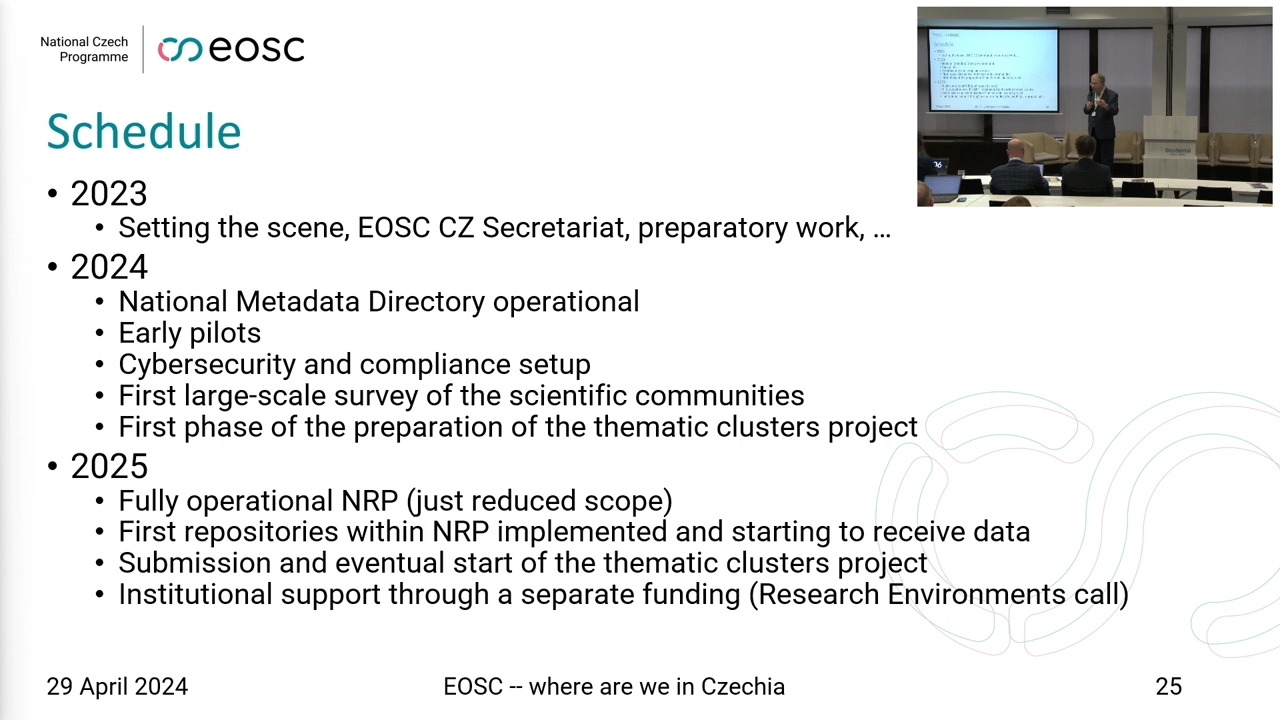 National Czech
Programme
eosc
Schedule
• 2023
• Setting the scene, EOSC CZ Secretariat, preparatory work, …
• 2024
• National Metadata Directory operational
• Early pilots
• Cybersecurity and compliance setup
• First large-scale survey of the scientific communities
• First phase of the preparation of the thematic clusters project
• 2025
• Fully operational NRP (just reduced scope)
• First repositories within NRP implemented and starting to receive data
• Submission and eventual start of the thematic clusters project
• Institutional support through a separate funding (Research Environments call)
29 April 2024
EOSC -- where are we in Czechia
25